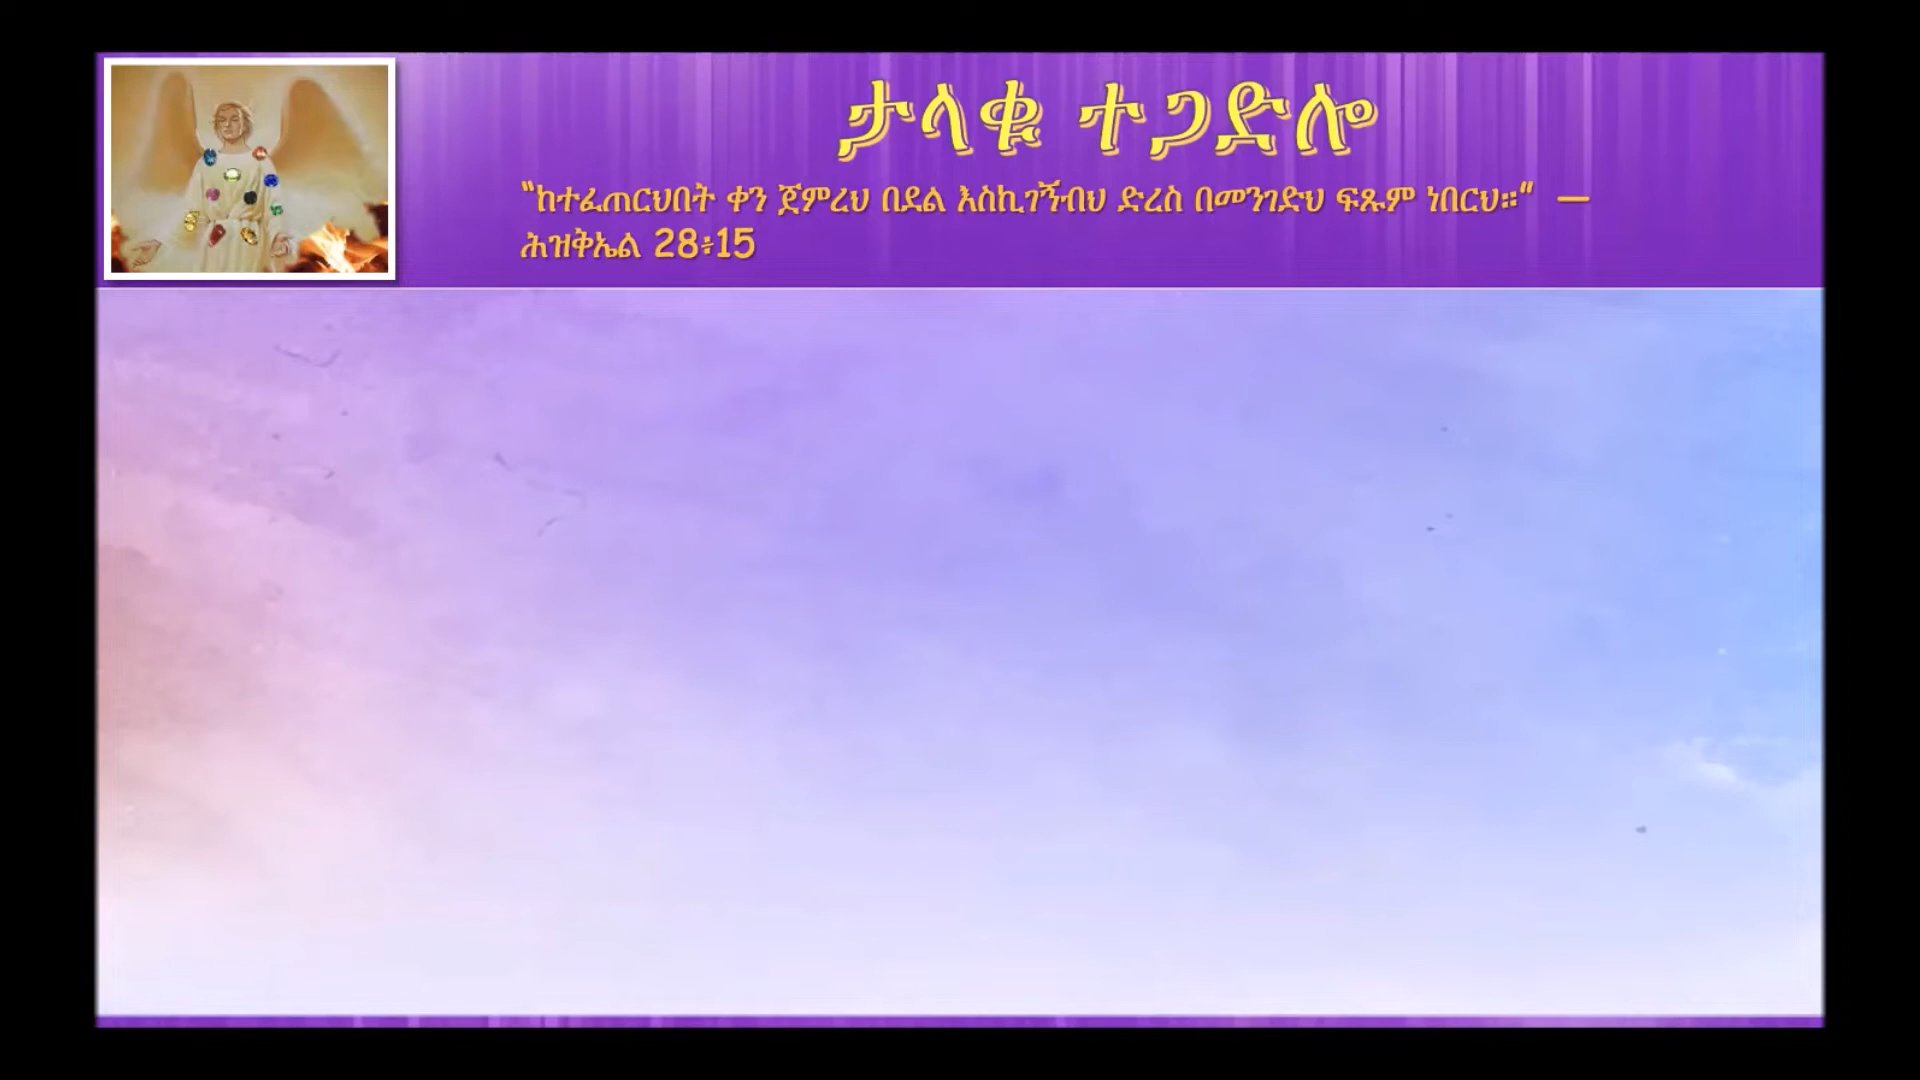 ታላቁ ተጋድሎ
"ከተፈጠርህበት ቀን ጀምረህ በደል እስኪገኝብህ ድረስ በመንገድህ ፍጹም ነበርህ።" —
ሕዝቅኤል 28፥15